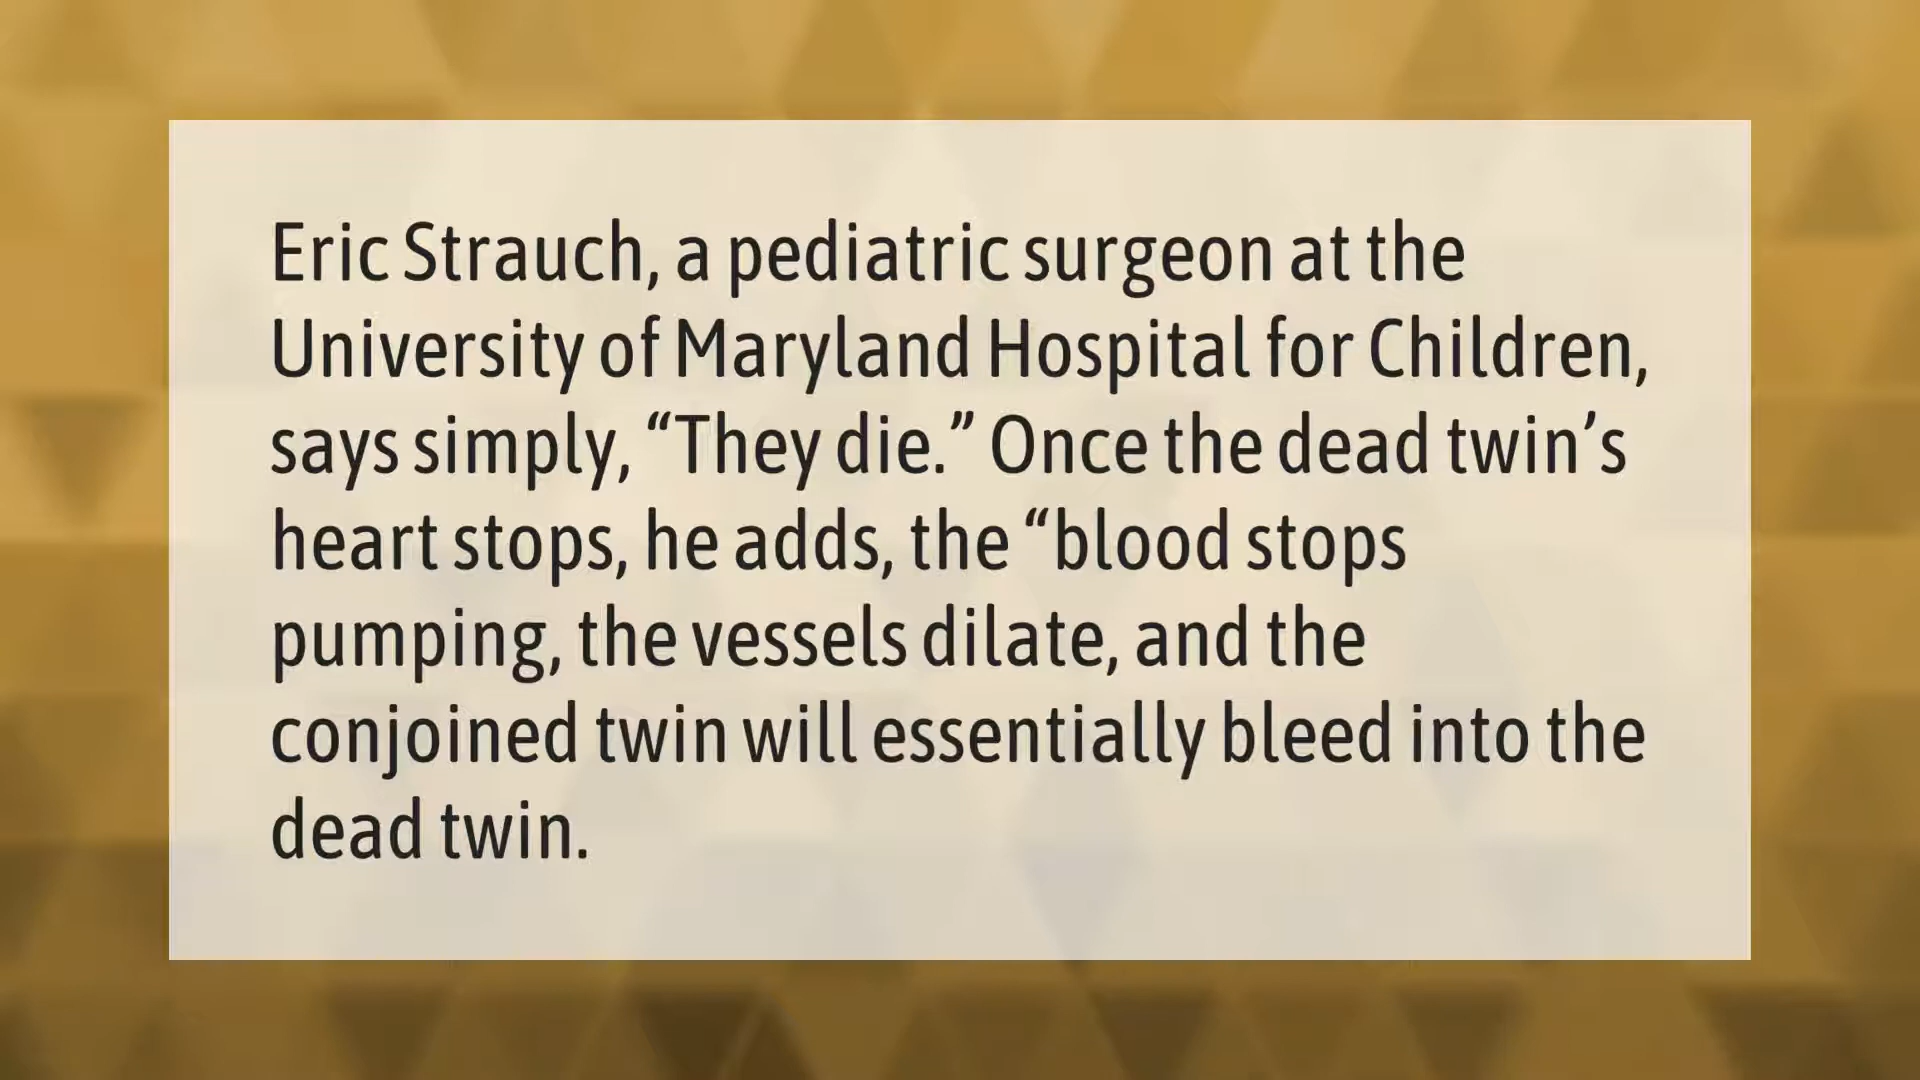 Eric Strauch, a pediatric surgeon at the
University of Maryland Hospital for Children,
says simply, “They die.” Once the dead twin’s
heart stops, he adds, the “blood stops
pumping, the vessels dilate, and the
conjoined twin will essentially bleed into the
dead twin.